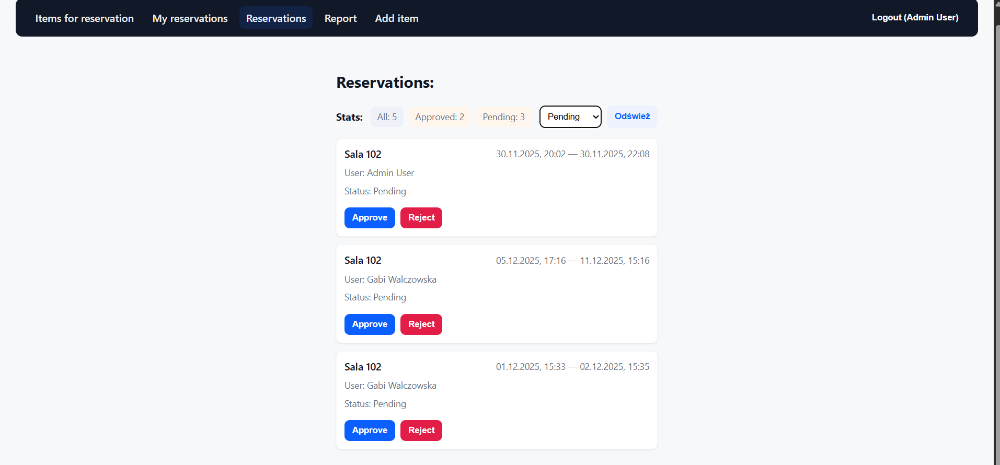 Items for reservation My reservations Reservations Report Add item Logout (Admin User)
Reservations:
Stats: All: 5 Approved: 2 Pending: 3 Pending Odśwież
Sala 102 30.11.2025, 20:02 — 30.11.2025, 22:08
User: Admin User
Status: Pending
Approve Reject
Sala 102 05.12.2025, 17:16 — 11.12.2025, 15:16
User: Gabi Walczowska
Status: Pending
Approve Reject
Sala 102 01.12.2025, 15:33 — 02.12.2025, 15:35
User: Gabi Walczowska
Status: Pending
Approve Reject